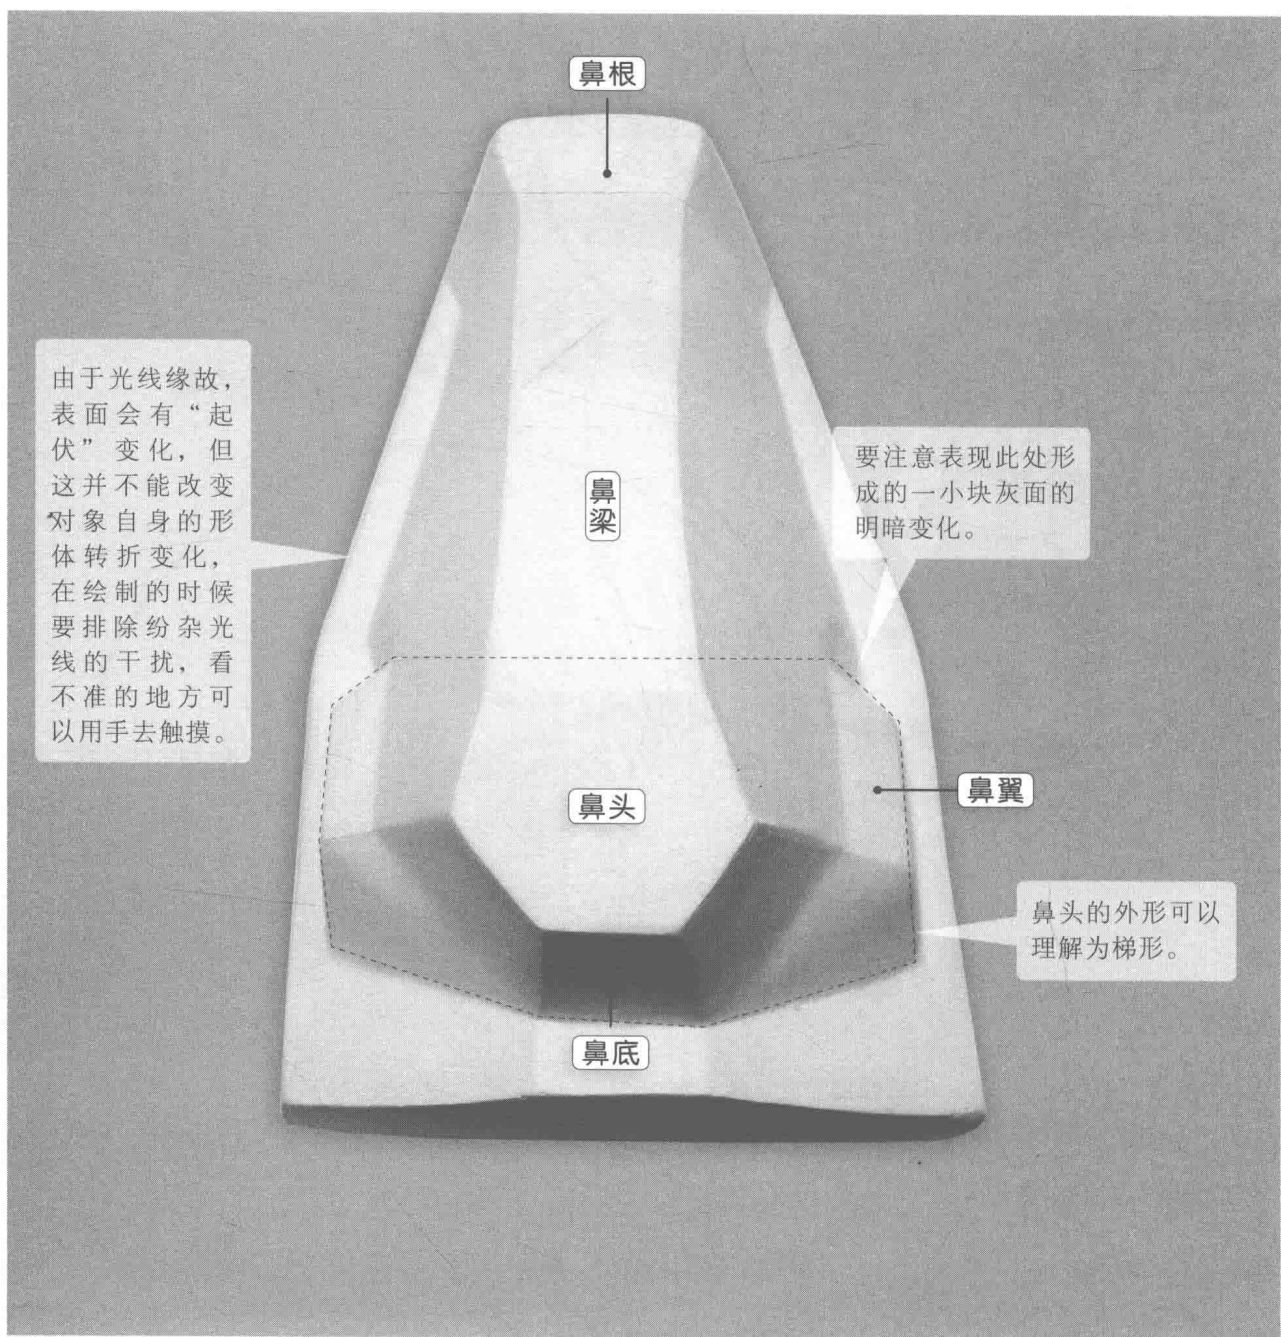 鼻根
由于光线缘故，
表面会有“起
伏”变化，但
这并不能改变
对象自身的形
体转折变化，
在绘制的时候
要排除纷杂光
线的干扰，看
不准的地方可
以用手去触摸。
要注意表现此处形
成的一小块灰面的
明暗变化。
鼻梁
鼻头
鼻翼
鼻头的外形可以
理解为梯形。
鼻底